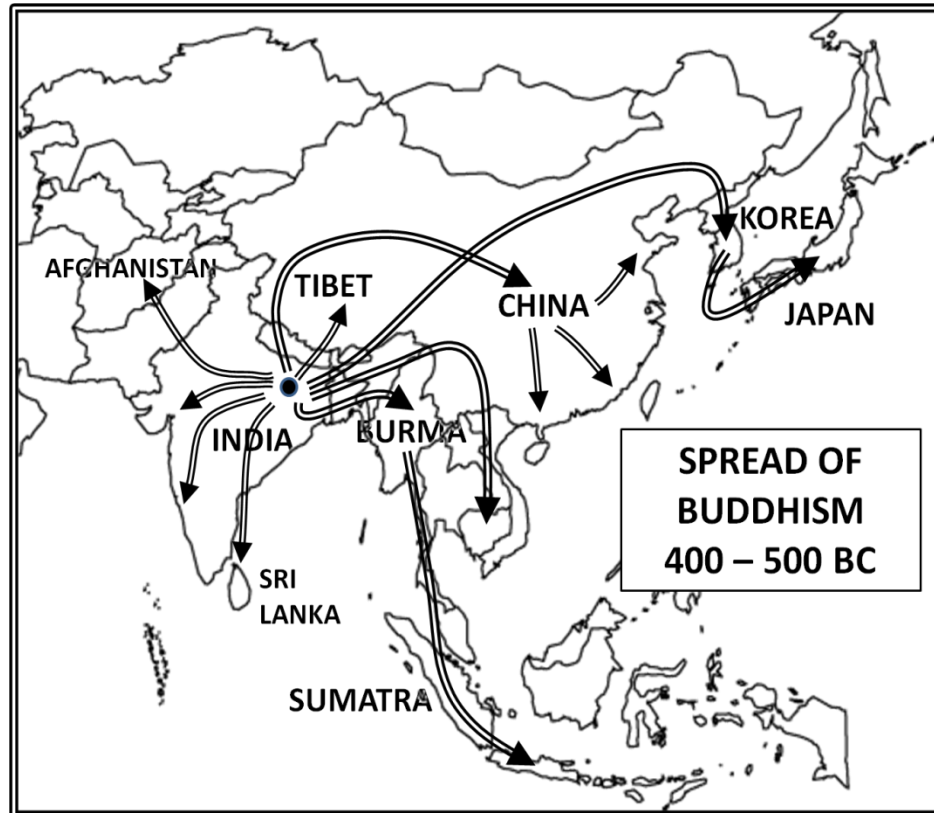 KOREA
AFGHANISTAN
TIBET
CHINA
JAPAN
INDIA
BURMA
SPREAD OF
BUDDHISM
400 – 500 BC
SRI
LANKA
SUMATRA